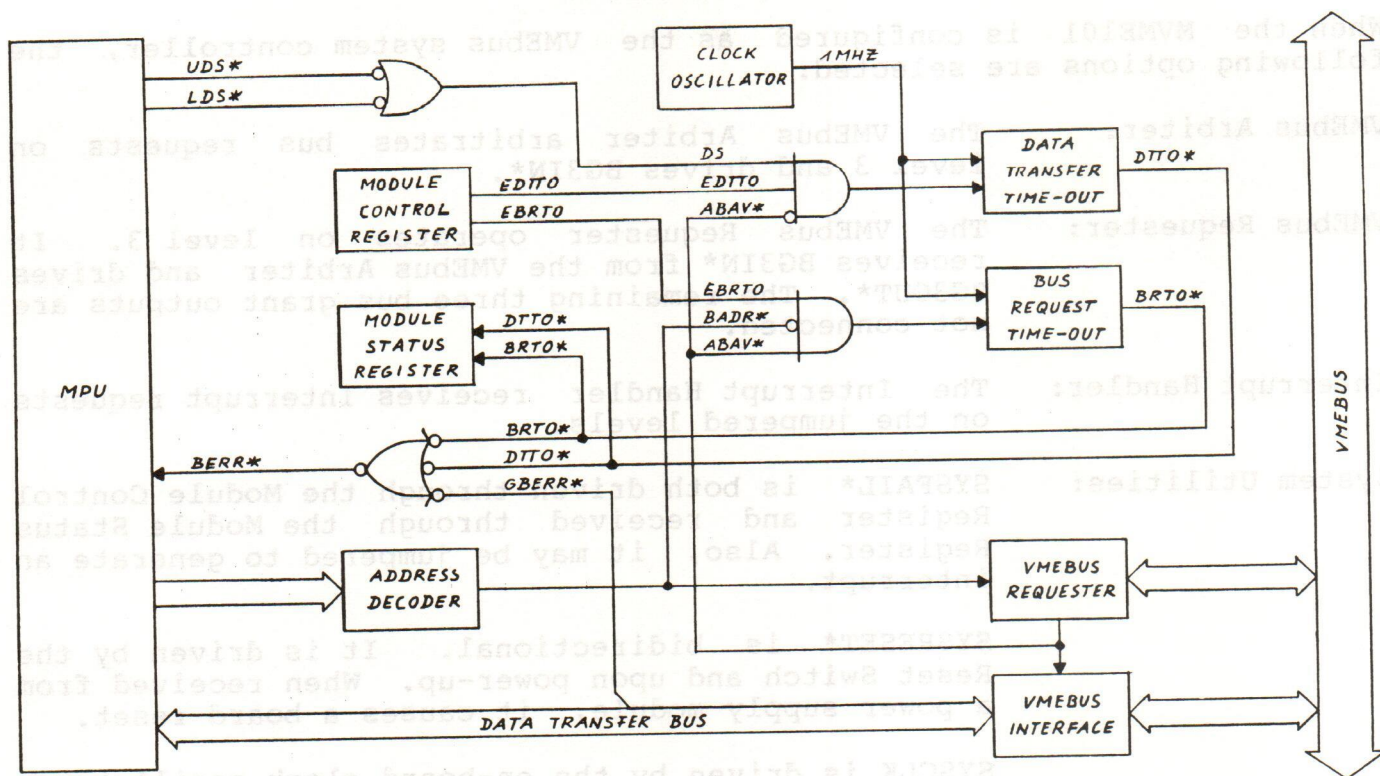 UDS*
LDS*
CLOCK
OSCILLATOR
1MHZ
MODULE
CONTROL
REGISTER
EDTTO
EBRTO
DS
EDTTO
ABAV*
DATA
TRANSFER
TIME-OUT
DTTO*
MODULE
STATUS
REGISTER
DTTO*
BRTO*
EBRTO
BADR*
ABAV*
BUS
REQUEST
TIME-OUT
BRTO*
MPU
VMEBUS
BERR*
BRTO*
DTTO*
GBERR*
ADDRESS
DECODER
VMEBUS
REQUESTER
DATA TRANSFER BUS
VMEBUS
INTERFACE